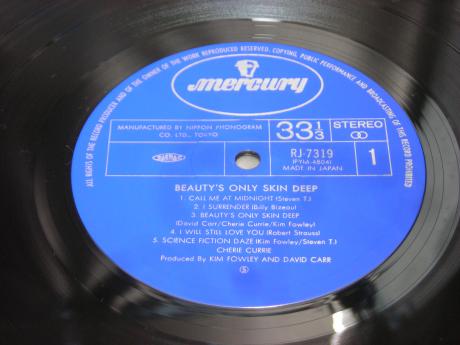 ALL RIGHTS OF THE RECORD PRODUCER AND OF THE OWNER OF THE WORK REPRODUCED RESERVED. COPYING, PUBLIC PERFORMANCE AND BROADCASTING OF THIS RECORD PROHIBITED
mercury
MANUFACTURED BY NIPPON PHONOGRAM CO., LTD., TOKYO
33 1/3
STEREO
RJ-7319
(PYM-4804)
MADE IN JAPAN
1
BEAUTY'S ONLY SKIN DEEP
1. CALL ME AT MIDNIGHT (Steven T.)
2. I SURRENDER (Billy Bizeau)
3. BEAUTY'S ONLY SKIN DEEP
(David Carr/Cherie Currie/Kim Fowley)
4. I WILL STILL LOVE YOU (Robert Strauss)
5. SCIENCE FICTION DAZE (Kim Fowley/Steven T.)
CHERIE CURRIE
Produced By KIM FOWLEY AND DAVID CARR